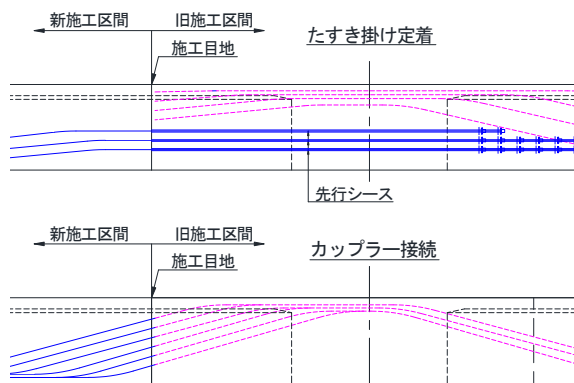 新施工区間 旧施工区間
施工目地
たすき掛け定着
先行シース
新施工区間 旧施工区間
施工目地
カップラー接続